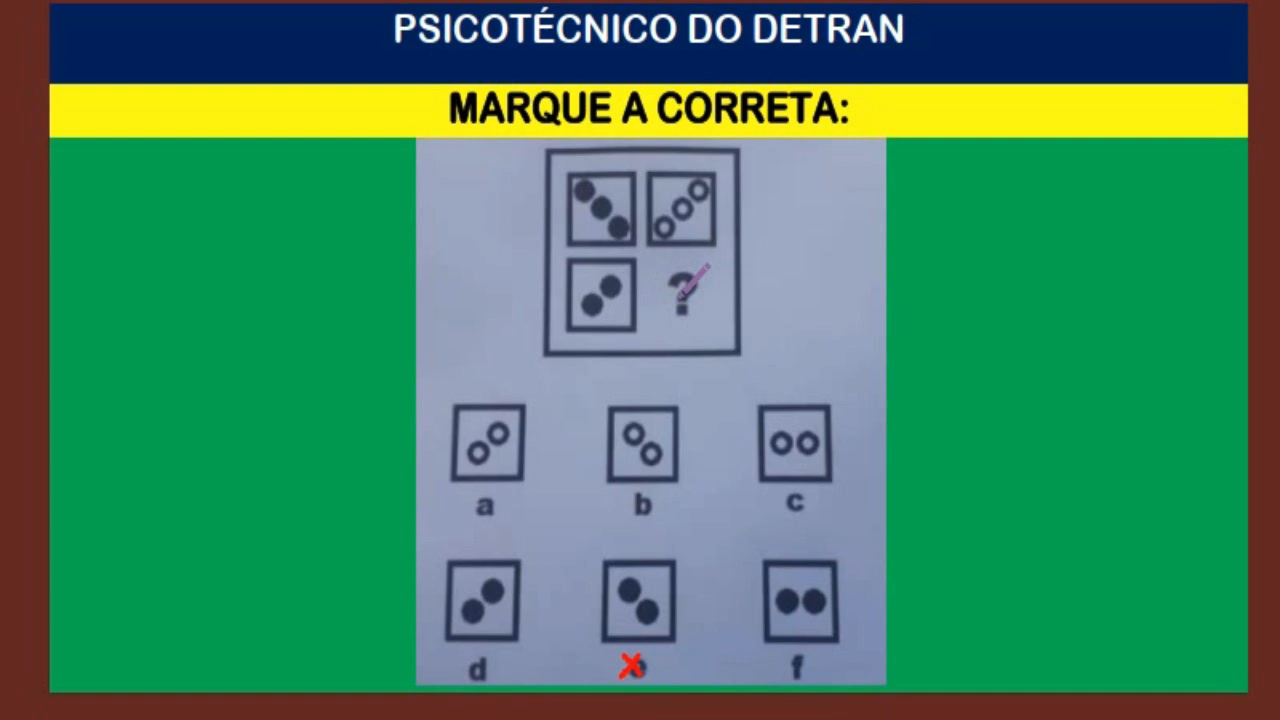 PSICOTÉCNICO DO DETRAN
MARQUE A CORRETA:
?
a b c
d e f